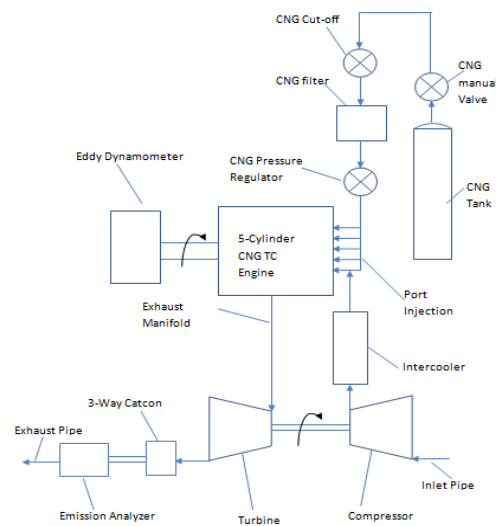 CNG Cut-off
CNG
manual
Valve
CNG filter
Eddy Dynamometer
CNG Pressure
Regulator
CNG
Tank
5-Cylinder
CNG TC
Engine
Port
Injection
Exhaust
Manifold
Intercooler
3-Way Catcon
Exhaust Pipe
Inlet Pipe
Emission Analyzer
Turbine
Compressor